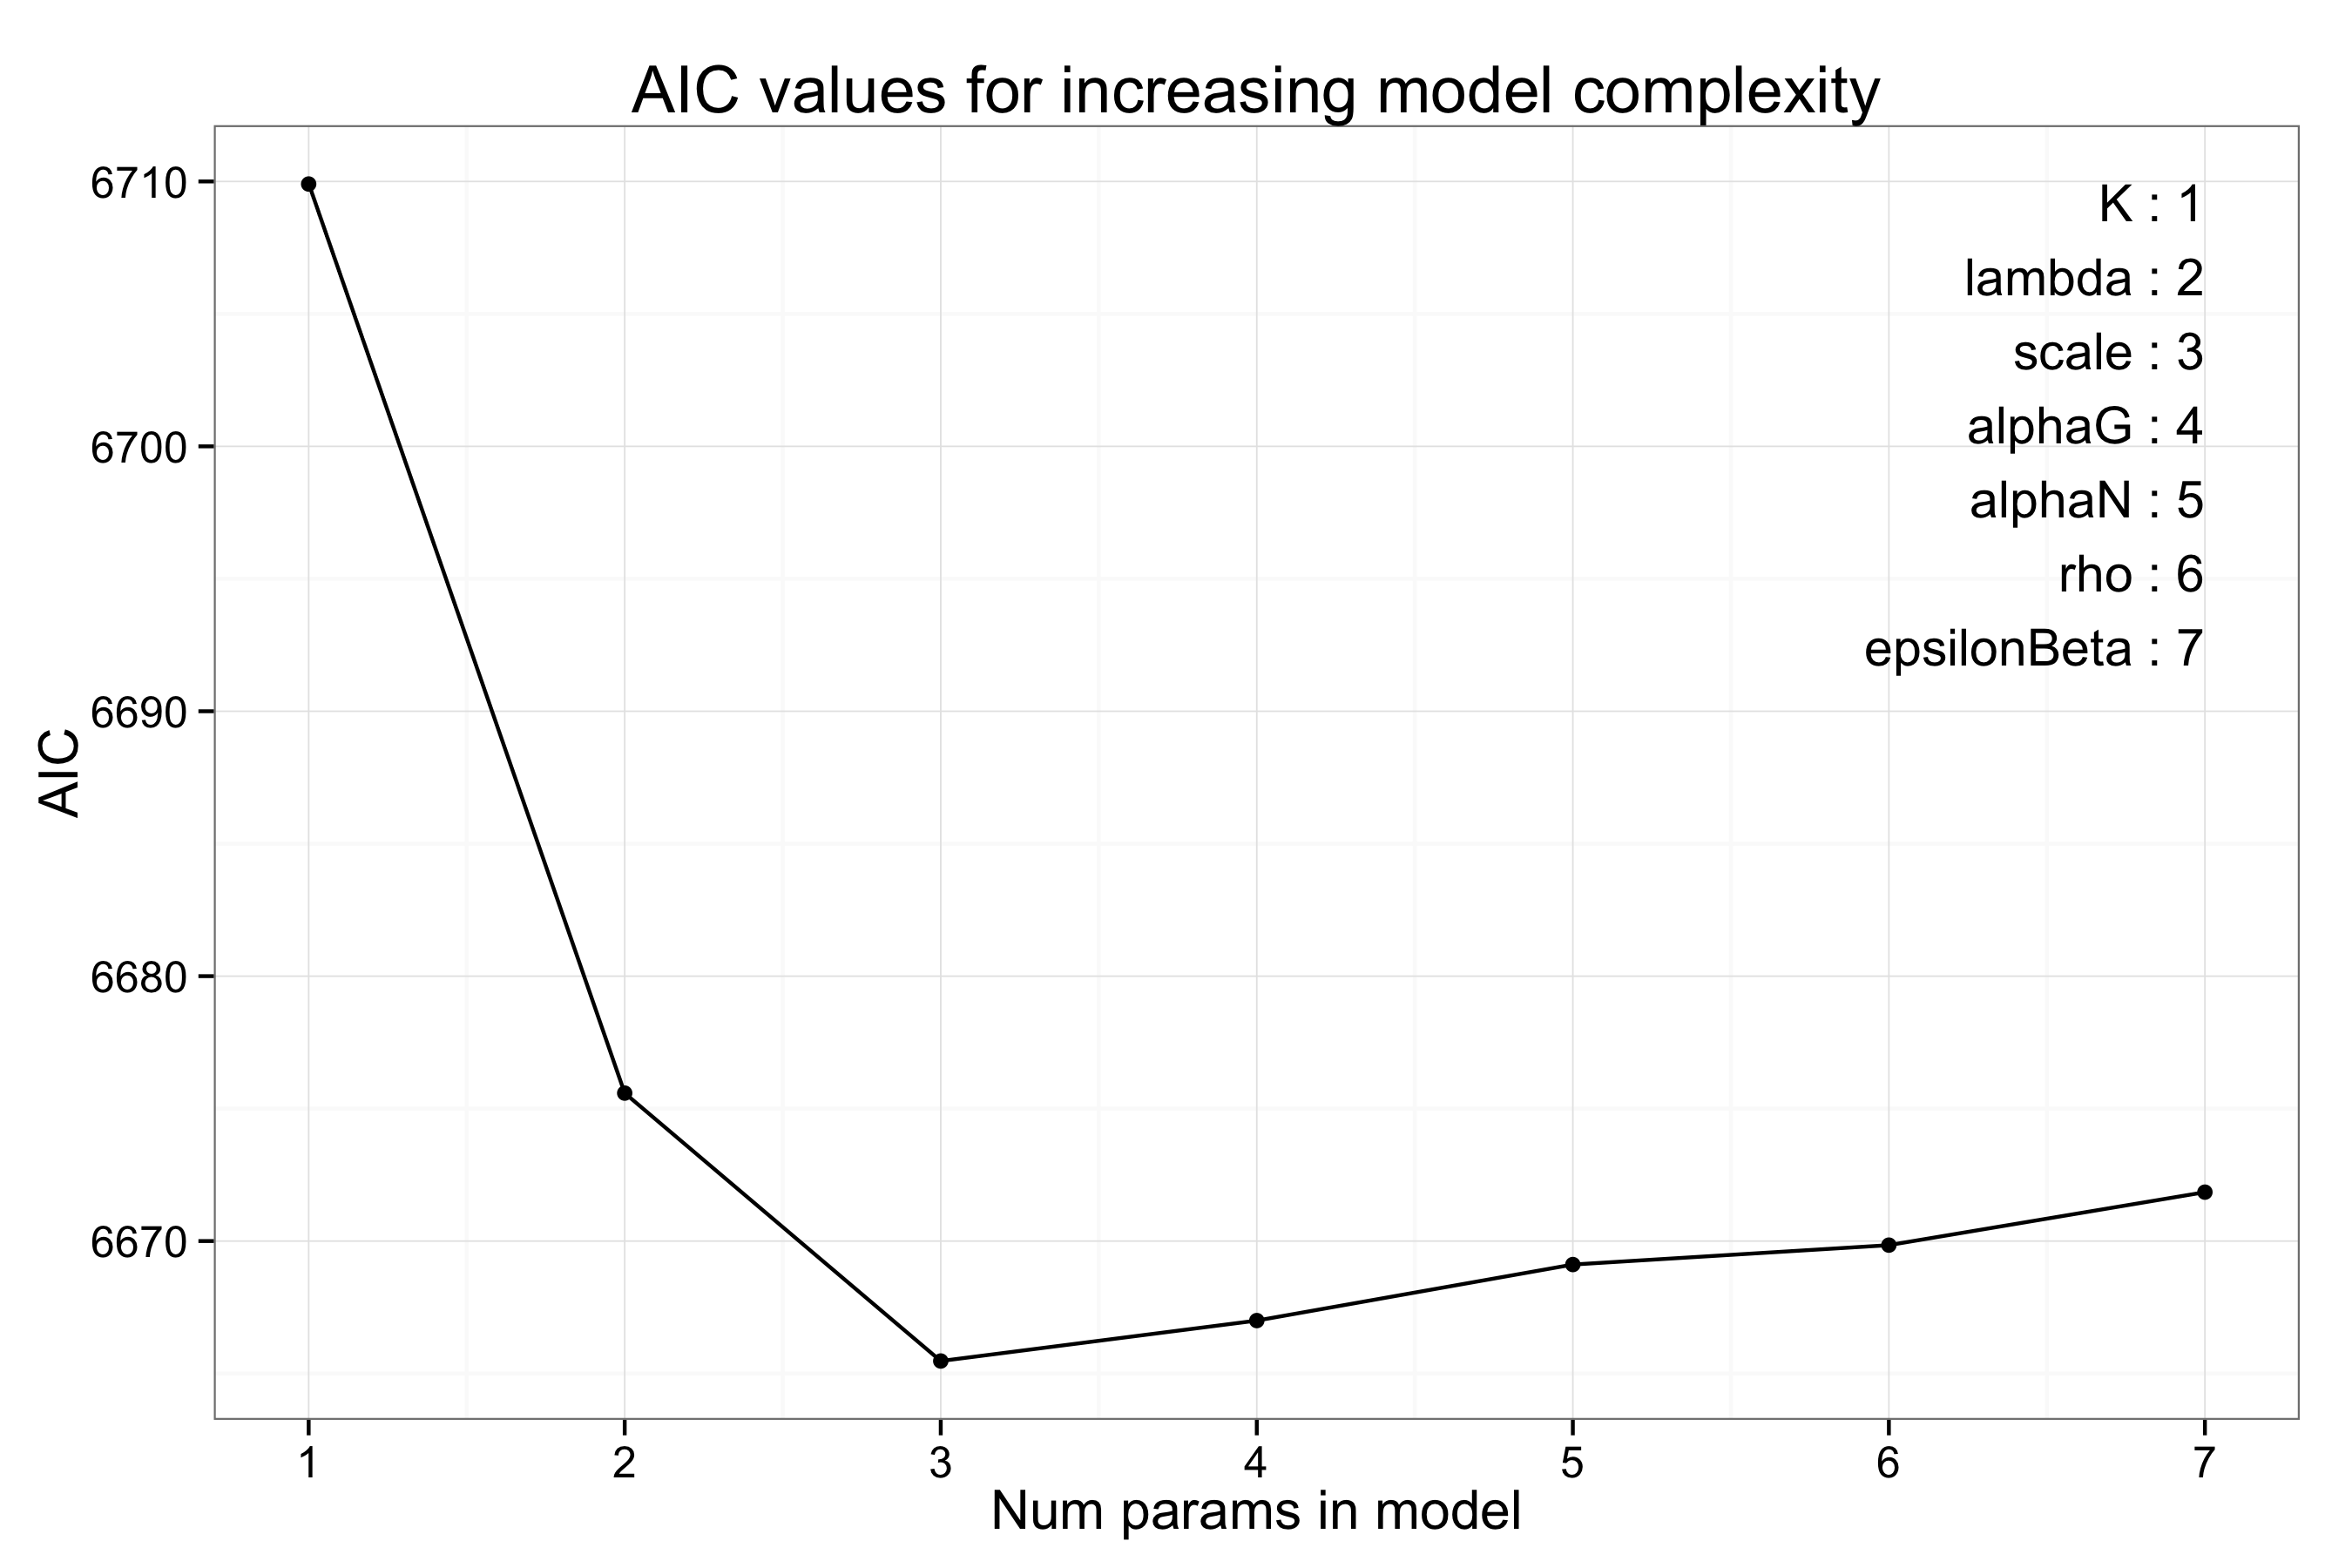 AIC values for increasing model complexity
6710
6700
6690
6680
6670
AIC
K : 1
lambda : 2
scale : 3
alphaG : 4
alphaN : 5
rho : 6
epsilonBeta : 7
1 2 3 4 5 6 7
Num params in model